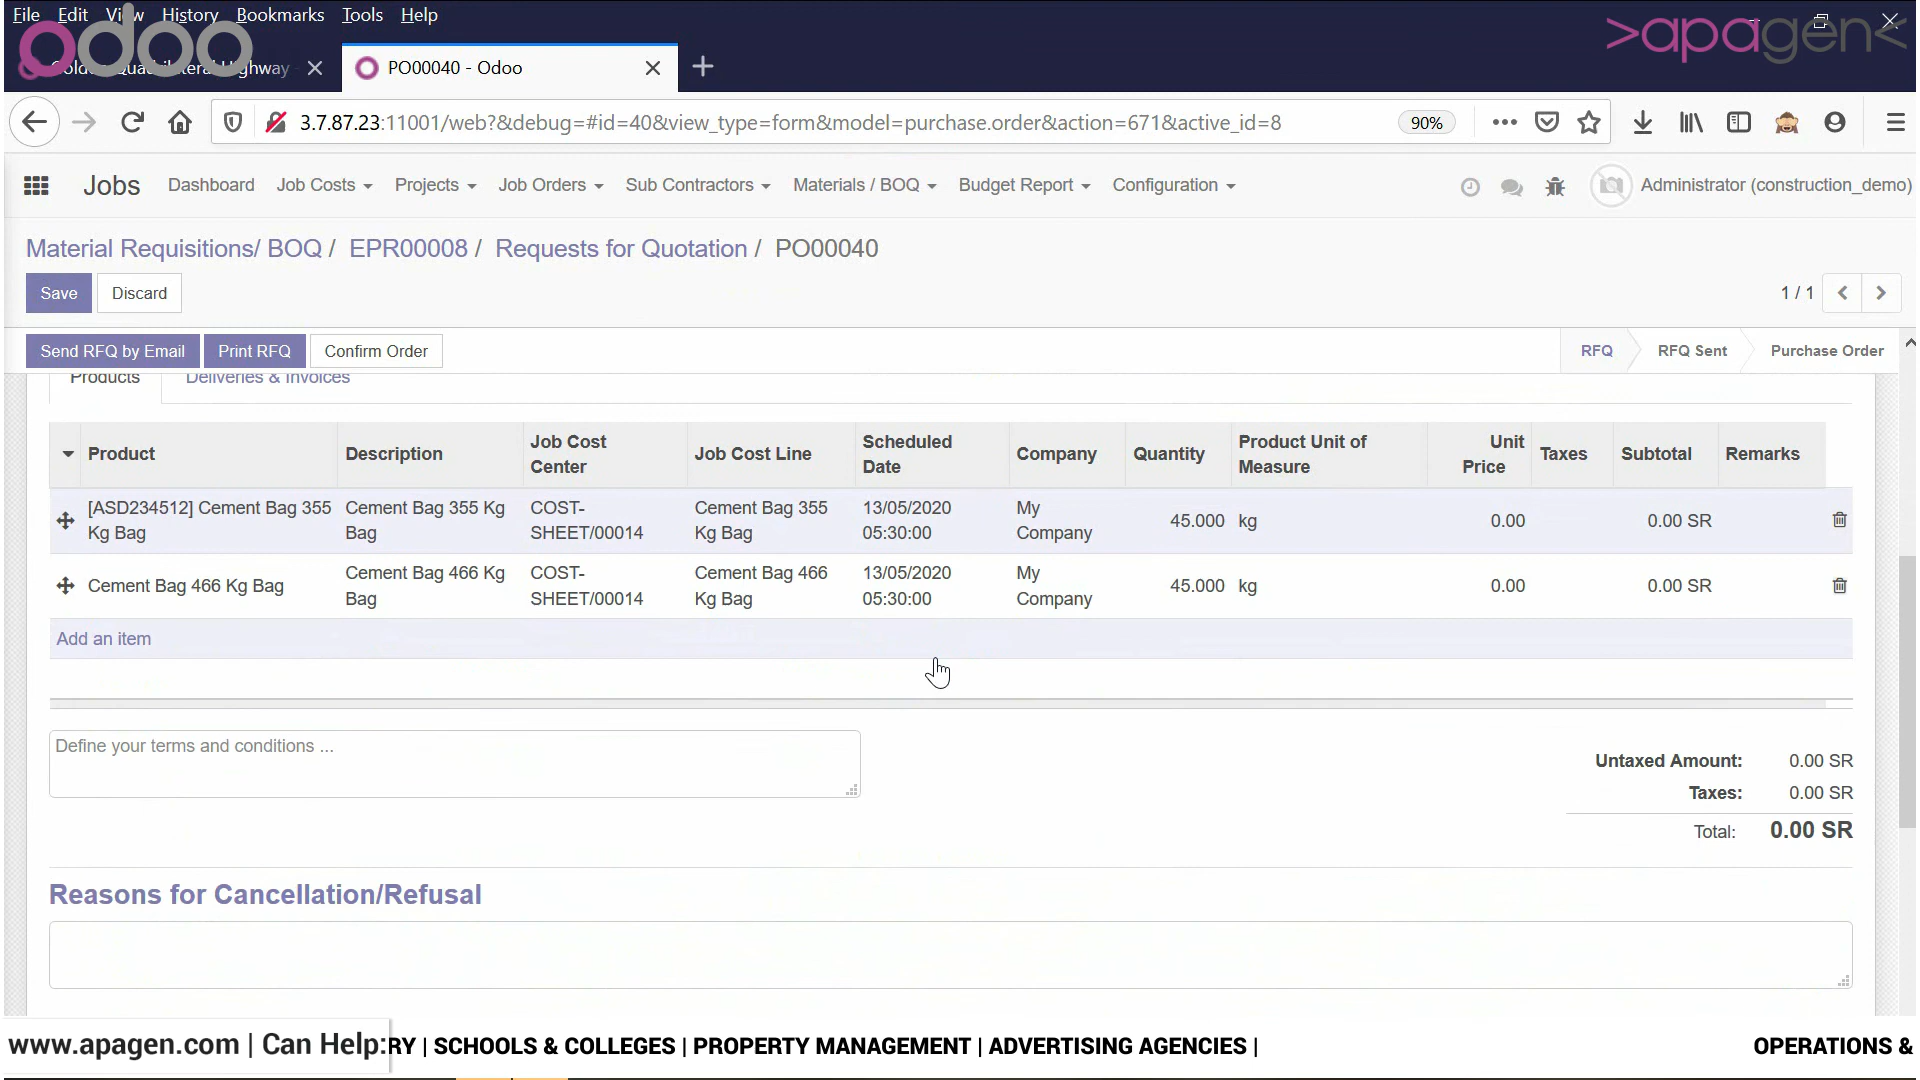 File Edit View History Bookmarks Tools Help
odoo
>apagen<
PO00040 - Odoo
3.7.87.23:11001/web?&debug=#id=40&view_type=form&model=purchase.order&action=671&active_id=8
90%
Jobs Dashboard Job Costs Projects Job Orders Sub Contractors Materials / BOQ Budget Report Configuration Administrator (construction_demo)
Material Requisitions/ BOQ / EPR00008 / Requests for Quotation / PO00040
Save Discard 1 / 1
Send RFQ by Email Print RFQ Confirm Order RFQ RFQ Sent Purchase Order
Products Deliveries & Invoices
Product Description Job Cost Center Job Cost Line Scheduled Date Company Quantity Product Unit of Measure Unit Price Taxes Subtotal Remarks
[ASD234512] Cement Bag 355 Kg Bag Cement Bag 355 Kg Bag COST-SHEET/00014 Cement Bag 355 Kg Bag 13/05/2020 05:30:00 My Company 45.000 kg 0.00 0.00 SR
Cement Bag 466 Kg Bag Cement Bag 466 Kg Bag COST-SHEET/00014 Cement Bag 466 Kg Bag 13/05/2020 05:30:00 My Company 45.000 kg 0.00 0.00 SR
Add an item
Define your terms and conditions ...
Untaxed Amount: 0.00 SR
Taxes: 0.00 SR
Total: 0.00 SR
Reasons for Cancellation/Refusal
www.apagen.com | Can Help: RY | SCHOOLS & COLLEGES | PROPERTY MANAGEMENT | ADVERTISING AGENCIES | OPERATIONS &